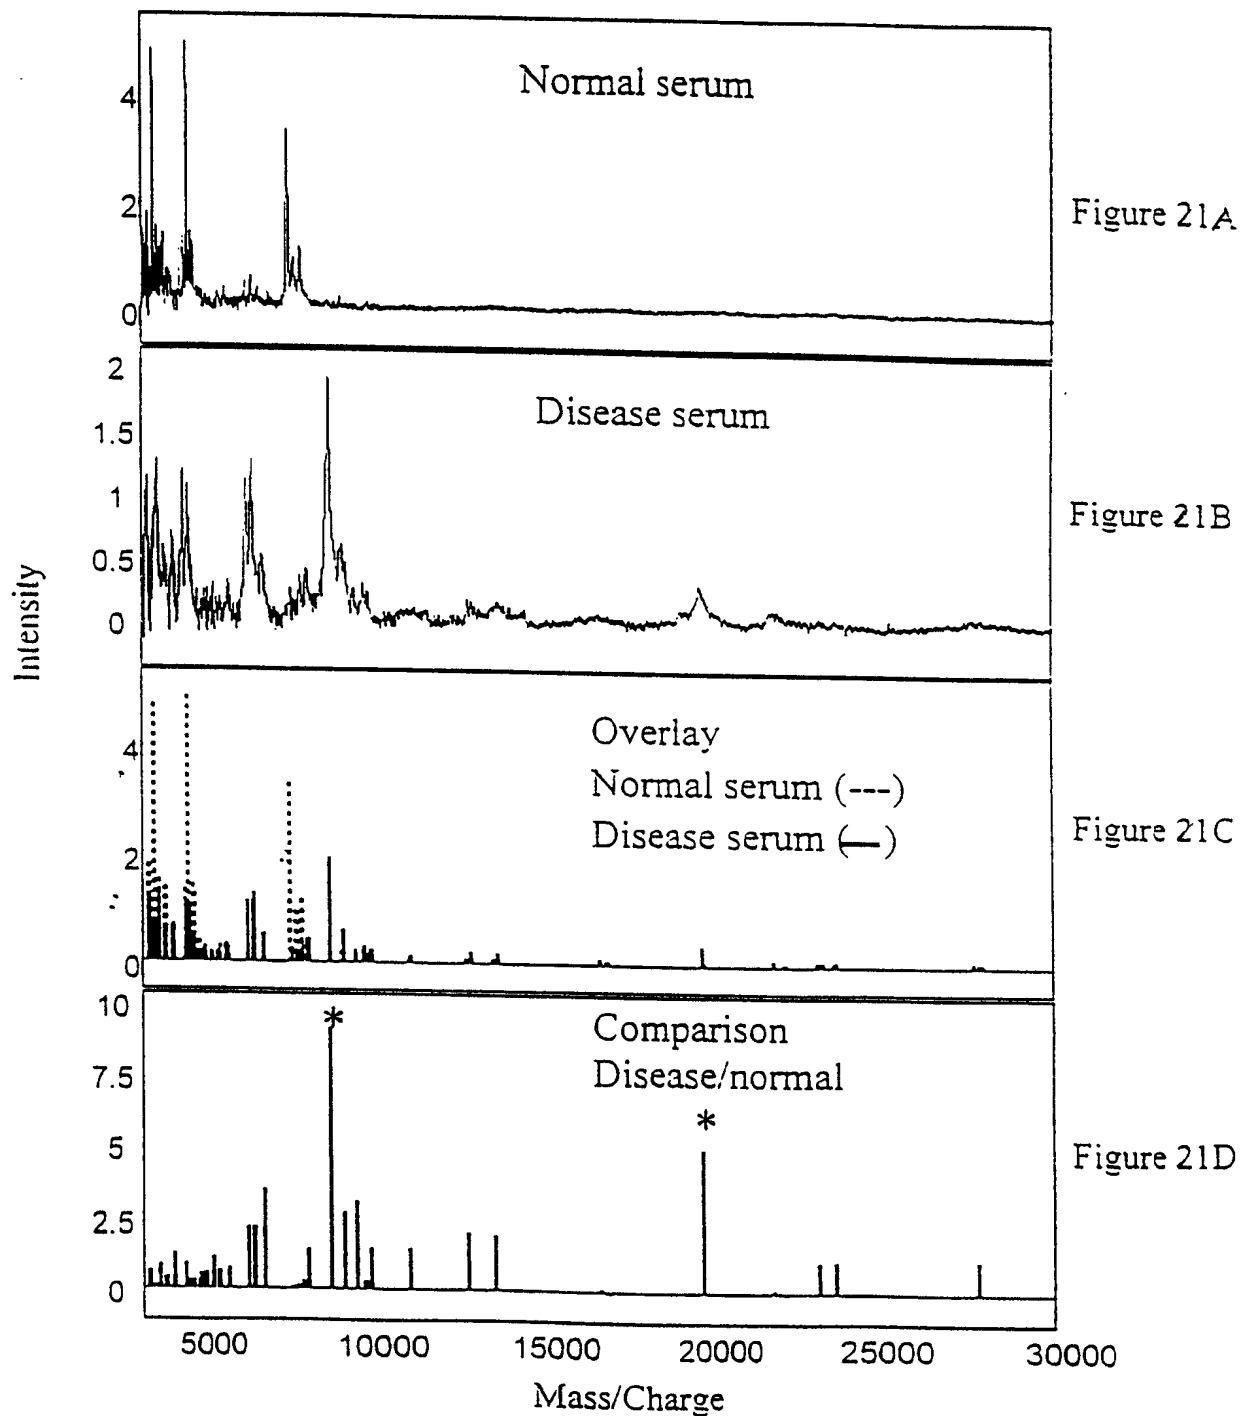 4
Normal serum
2
Figure 21A
0
2
Disease serum
1.5
1
Figure 21B
0.5
0
Intensity
Overlay
4
Normal serum (---)
Disease serum (—)
Figure 21C
2
0
10
*
Comparison
Disease/normal
7.5
*
5
Figure 21D
2.5
0
5000 10000 15000 20000 25000 30000
Mass/Charge